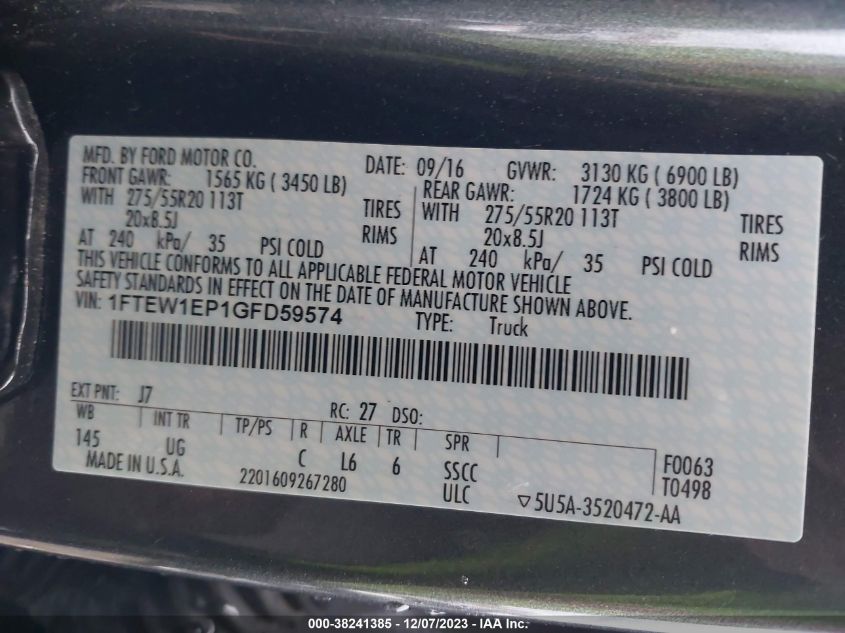 MFD. BY FORD MOTOR CO. DATE: 09/16 GVWR: 3130 KG ( 6900 LB)
FRONT GAWR: 1565 KG ( 3450 LB) REAR GAWR: 1724 KG ( 3800 LB)
WITH 275/55R20 113T TIRES WITH 275/55R20 113T TIRES
20x8.5J RIMS 20x8.5J RIMS
AT 240 kPa/ 35 PSI COLD AT 240 kPa/ 35 PSI COLD
THIS VEHICLE CONFORMS TO ALL APPLICABLE FEDERAL MOTOR VEHICLE
SAFETY STANDARDS IN EFFECT ON THE DATE OF MANUFACTURE SHOWN ABOVE.
VIN: 1FTEW1EP1GFD59574 TYPE: Truck
EXT PNT: J7 RC: 27 DSO:
WB INT TR TP/PS R AXLE TR SPR
145 UG C L6 6 SSCC F0063
MADE IN U.S.A. 2201609267280 ULC T0498
▽5U5A-3520472-AA
000-38241385 - 12/07/2023 - IAA Inc.